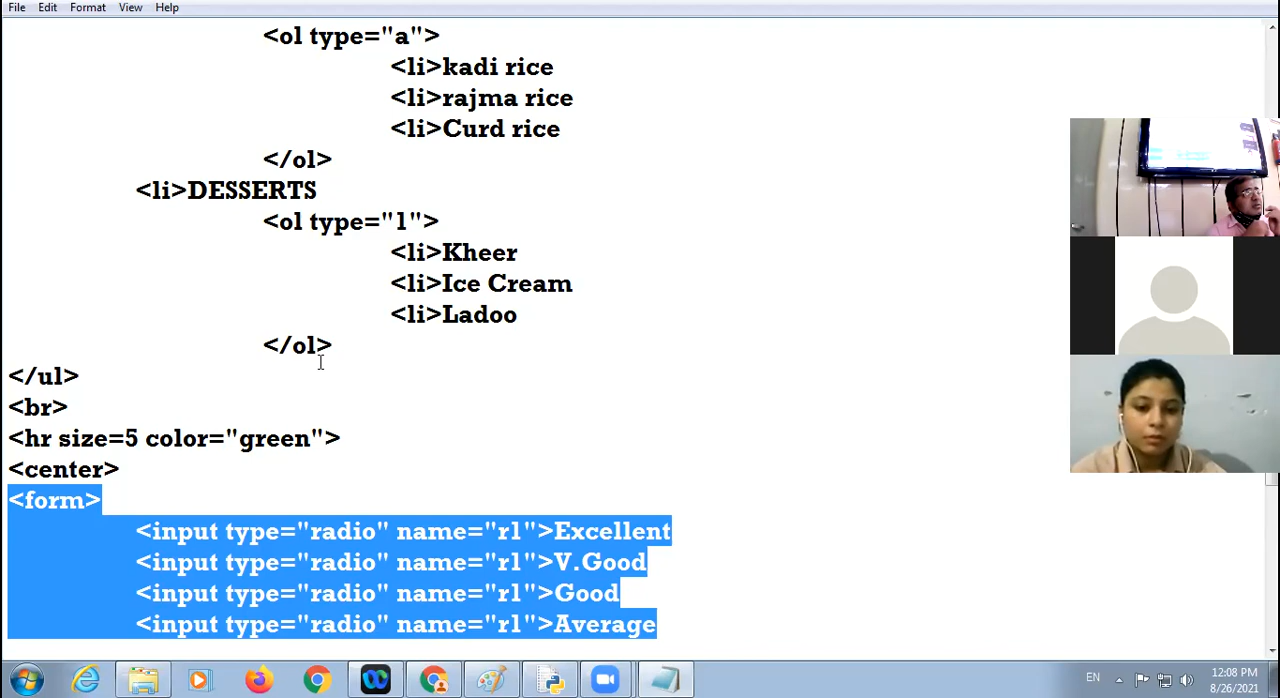 File Edit Format View Help
<ol type="a">
<li>kadi rice
<li>rajma rice
<li>Curd rice
</ol>
<li>DESSERTS
<ol type="1">
<li>Kheer
<li>Ice Cream
<li>Ladoo
</ol>
</ul>
<br>
<hr size=5 color="green">
<center>
<form>
<input type="radio" name="r1">Excellent
<input type="radio" name="r1">V.Good
<input type="radio" name="r1">Good
<input type="radio" name="r1">Average
EN
12:08 PM
8/26/2021